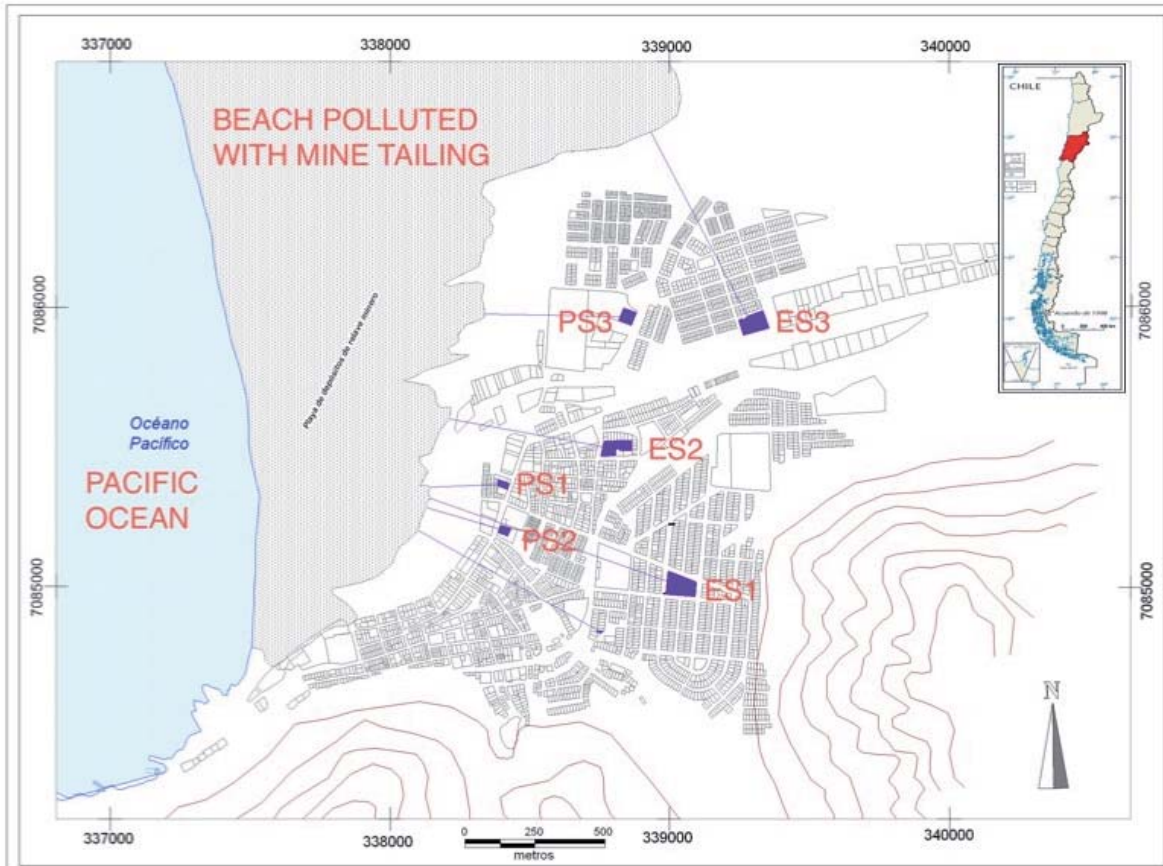 337000
338000
339000
340000
BEACH POLLUTED
WITH MINE TAILING
CHILE
7086000
7086000
PS3
ES3
Playa de depósitos de relave minero
Océano
Pacífico
PACIFIC
OCEAN
ES2
PS1
PS2
ES1
7085000
7085000
N
337000
338000
0
250
500
metros
339000
340000